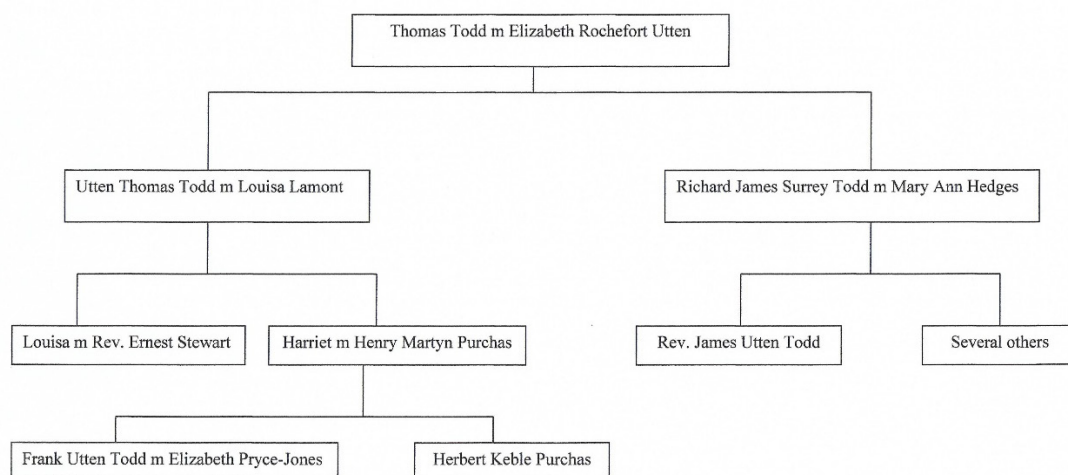 Thomas Todd m Elizabeth Rochefort Utten
Utten Thomas Todd m Louisa Lamont
Richard James Surrey Todd m Mary Ann Hedges
Louisa m Rev. Ernest Stewart
Harriet m Henry Martyn Purchas
Rev. James Utten Todd
Several others
Frank Utten Todd m Elizabeth Pryce-Jones
Herbert Keble Purchas